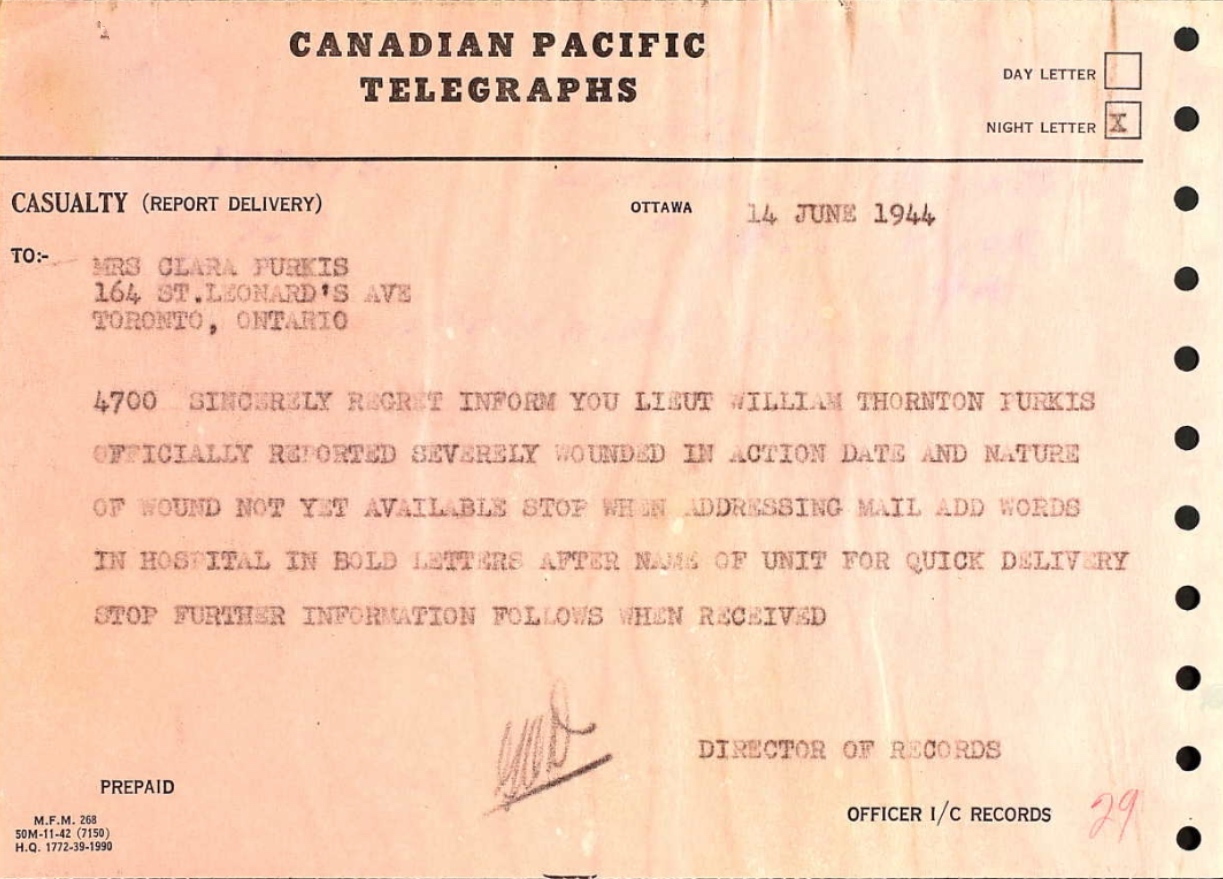 CANADIAN PACIFIC
TELEGRAPHS
DAY LETTER
NIGHT LETTER X
CASUALTY (REPORT DELIVERY)
OTTAWA 14 JUNE 1944
TO:- MRS CLARA PURKIS
164 ST.LEONARD'S AVE
TORONTO, ONTARIO
4700 SINCERELY REGRET INFORM YOU LIEUT WILLIAM THORNTON PURKIS
OFFICIALLY REPORTED SEVERELY WOUNDED IN ACTION DATE AND NATURE
OF WOUND NOT YET AVAILABLE STOP WHEN ADDRESSING MAIL ADD WORDS
IN HOSPITAL IN BOLD LETTERS AFTER NAME OF UNIT FOR QUICK DELIVERY
STOP FURTHER INFORMATION FOLLOWS WHEN RECEIVED
DIRECTOR OF RECORDS
PREPAID
OFFICER I/C RECORDS 29
M.F.M. 268
50M-11-42 (7150)
H.Q. 1772-39-1990